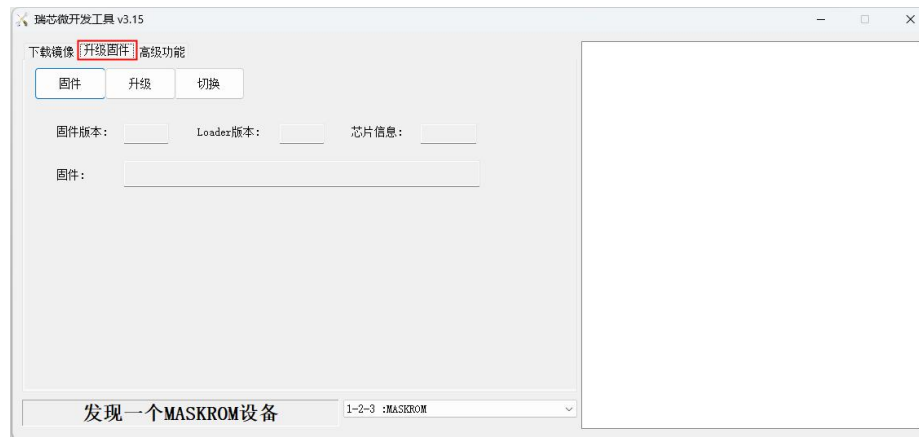 瑞芯微开发工具 v3.15
下载镜像 升级固件 高级功能
固件 升级 切换
固件版本: Loader版本: 芯片信息:
固件:
发现一个MASKROM设备 1-2-3 :MASKROM